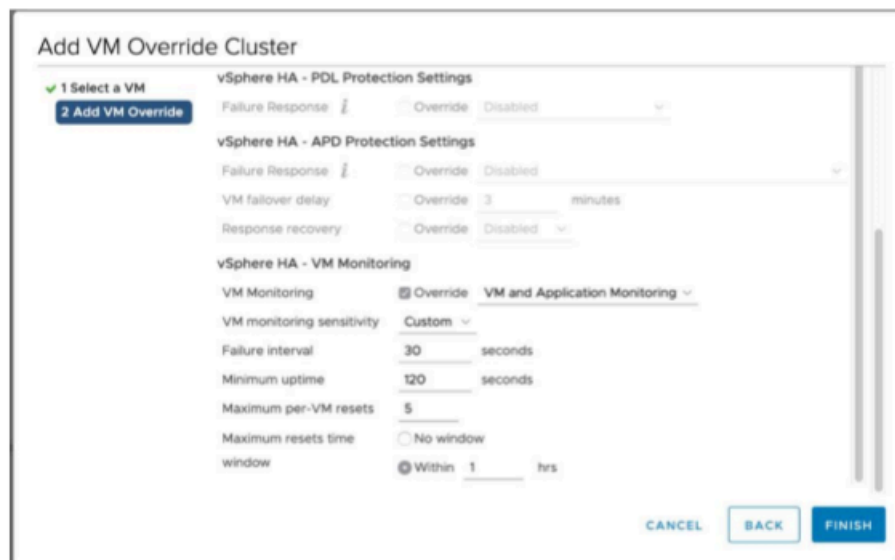 Add VM Override Cluster
1 Select a VM
2 Add VM Override
vSphere HA - PDL Protection Settings
Failure Response i Override Disabled
vSphere HA - APD Protection Settings
Failure Response i Override Disabled
VM failover delay Override 3 minutes
Response recovery Override Disabled
vSphere HA - VM Monitoring
VM Monitoring Override VM and Application Monitoring
VM monitoring sensitivity Custom
Failure interval 30 seconds
Minimum uptime 120 seconds
Maximum per-VM resets 5
Maximum resets time No window
window Within 1 hrs
CANCEL BACK FINISH